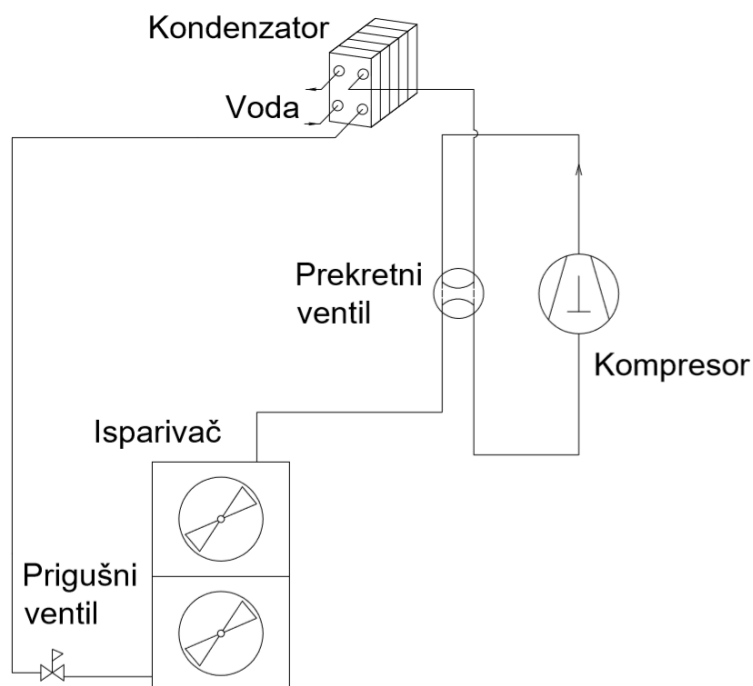 Kondenzator
Voda
Prekretni
ventil
Kompresor
Isparivač
Prigušni
ventil